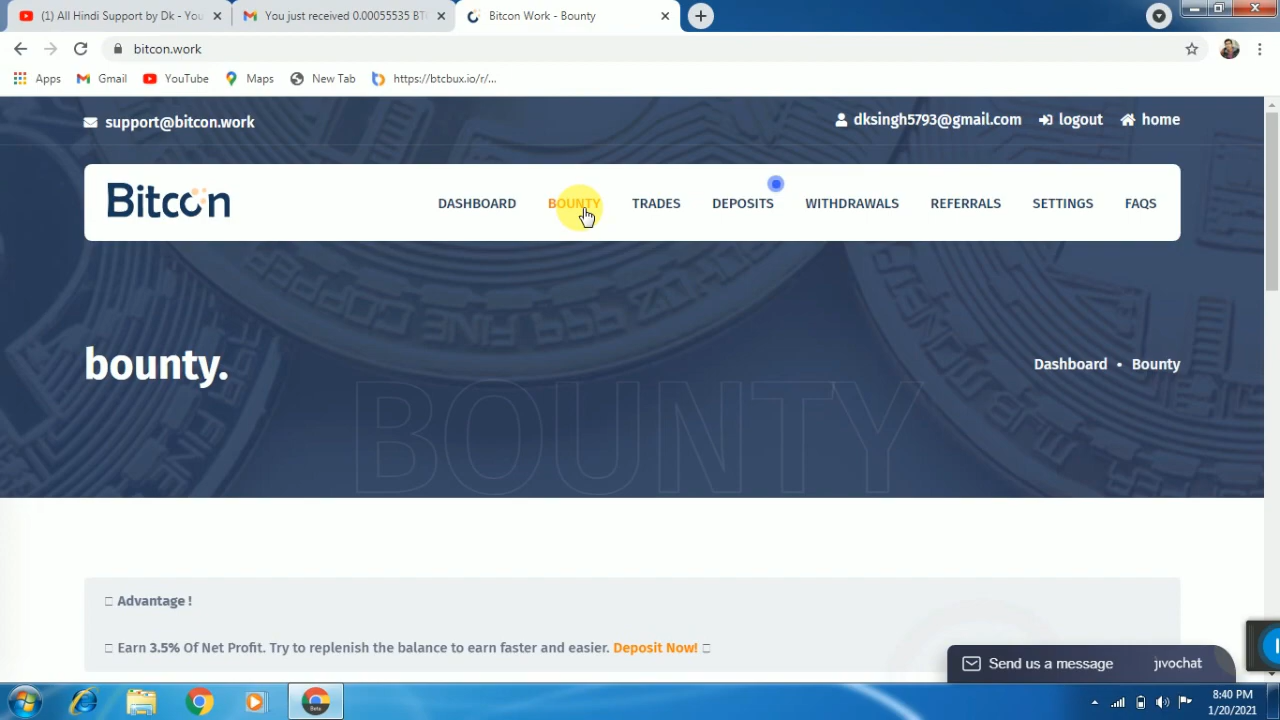 (1) All Hindi Support by Dk - You
You just received 0.00055535 BT
Bitcon Work - Bounty
bitcon.work
Apps
Gmail
YouTube
Maps
New Tab
https://btcbux.io/r/...
support@bitcon.work
dksingh5793@gmail.com
logout
home
Bitcon
DASHBOARD
BOUNTY
TRADES
DEPOSITS
WITHDRAWALS
REFERRALS
SETTINGS
FAQS
bounty.
Dashboard • Bounty
BOUNTY
Advantage !
Earn 3.5% Of Net Profit. Try to replenish the balance to earn faster and easier. Deposit Now!
Send us a message
jivochat
Beta
8:40 PM
1/20/2021